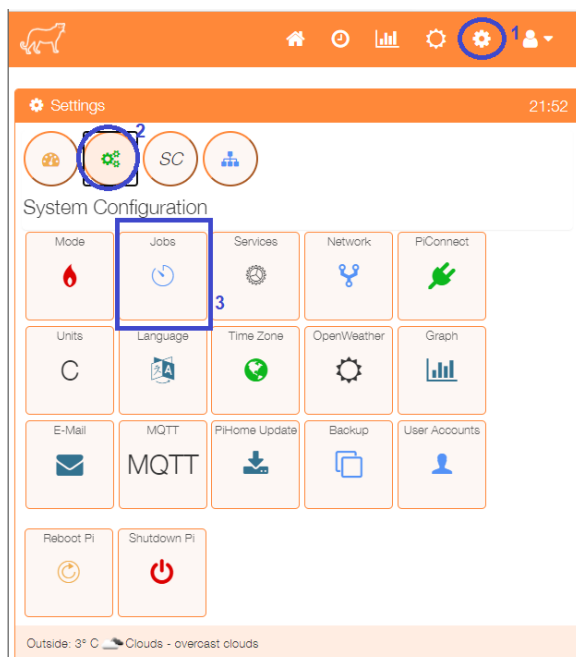 1
Settings 21:52
2
SC
System Configuration
Mode Jobs Services Network PiConnect
3
Units Language Time Zone OpenWeather Graph
C
E-Mail MQTT PiHome Update Backup User Accounts
MQTT
Reboot Pi Shutdown Pi
Outside: 3° C Clouds - overcast clouds